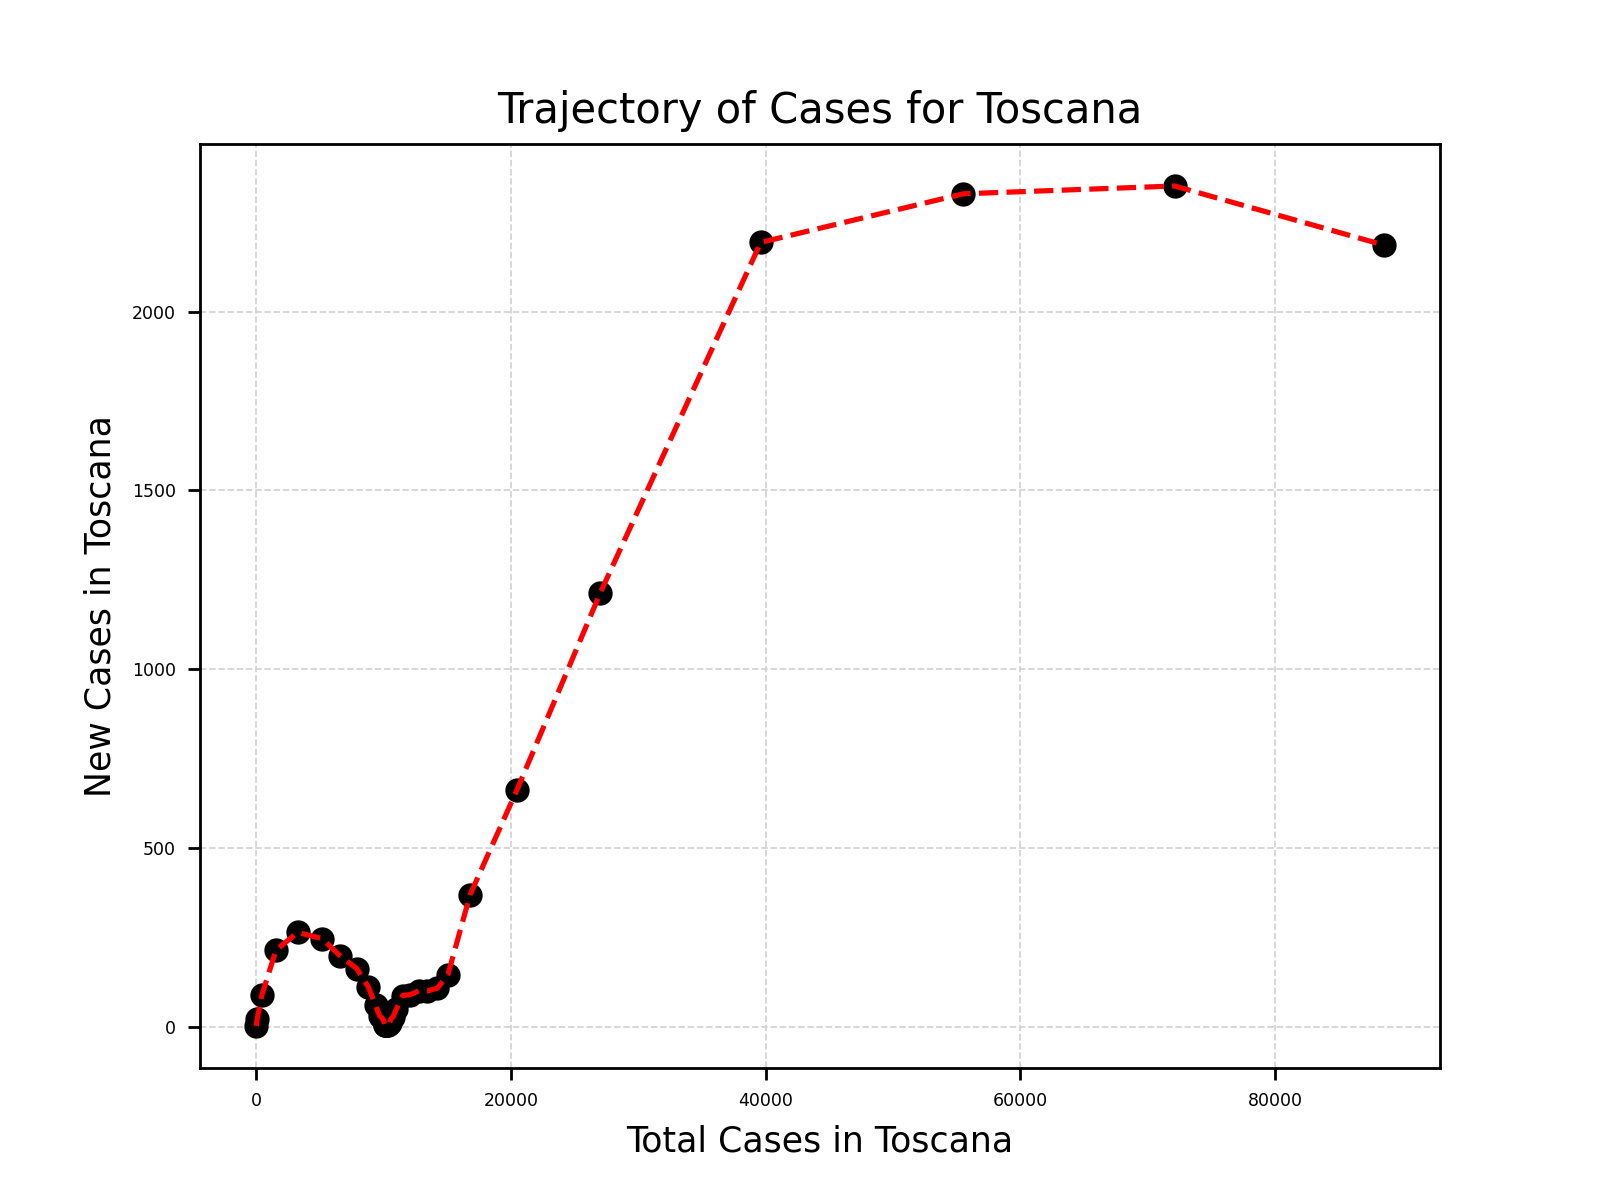 Trajectory of Cases for Toscana
New Cases in Toscana
2000
1500
1000
500
0
0 20000 40000 60000 80000
Total Cases in Toscana